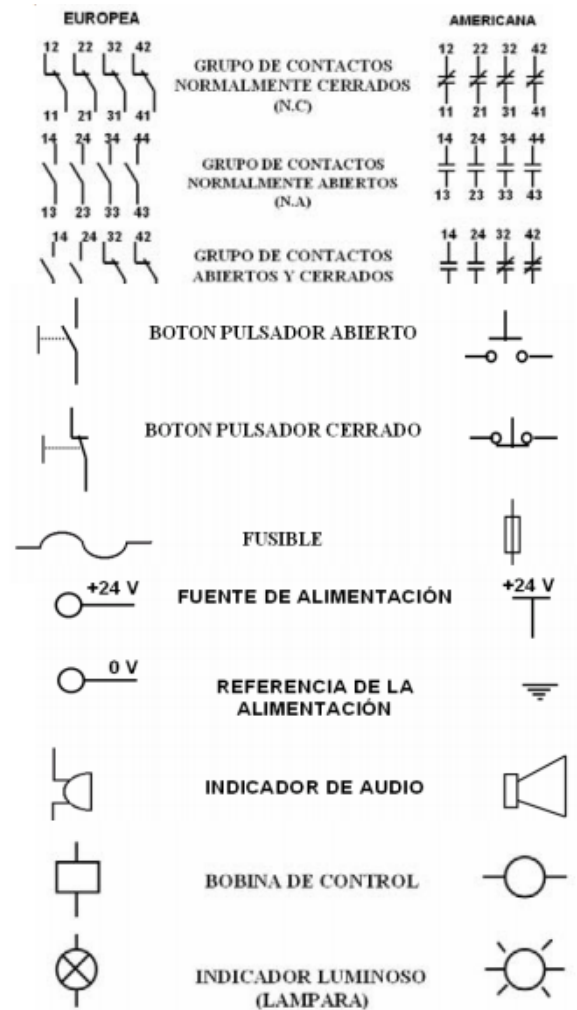 EUROPEA AMERICANA
12 22 32 42 12 22 32 42
GRUPO DE CONTACTOS
NORMALMENTE CERRADOS
(N.C)
11 21 31 41 11 21 31 41
14 24 34 44 14 24 34 44
GRUPO DE CONTACTOS
NORMALMENTE ABIERTOS
(N.A)
13 23 33 43 13 23 33 43
14 24 32 42 14 24 32 42
GRUPO DE CONTACTOS
ABIERTOS Y CERRADOS
BOTON PULSADOR ABIERTO
BOTON PULSADOR CERRADO
FUSIBLE
+24 V FUENTE DE ALIMENTACIÓN +24 V
0 V
REFERENCIA DE LA
ALIMENTACIÓN
INDICADOR DE AUDIO
BOBINA DE CONTROL
INDICADOR LUMINOSO
(LAMPARA)